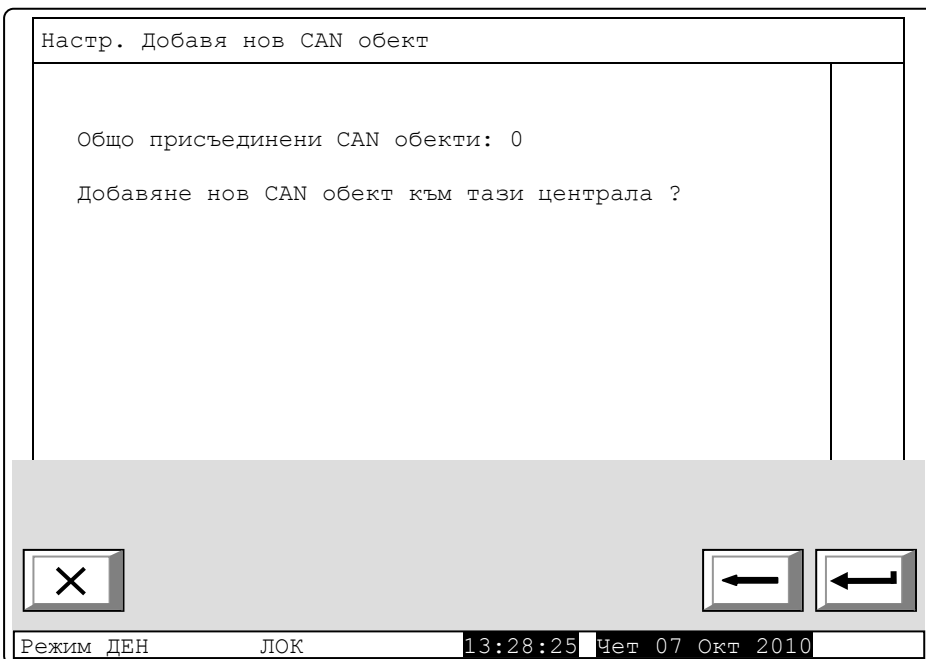 Настр. Добавя нов CAN обект
Общо присъединени CAN обекти: 0
Добавяне нов CAN обект към тази централа ?
Режим ДЕН ЛОК 13:28:25 Чет 07 Окт 2010